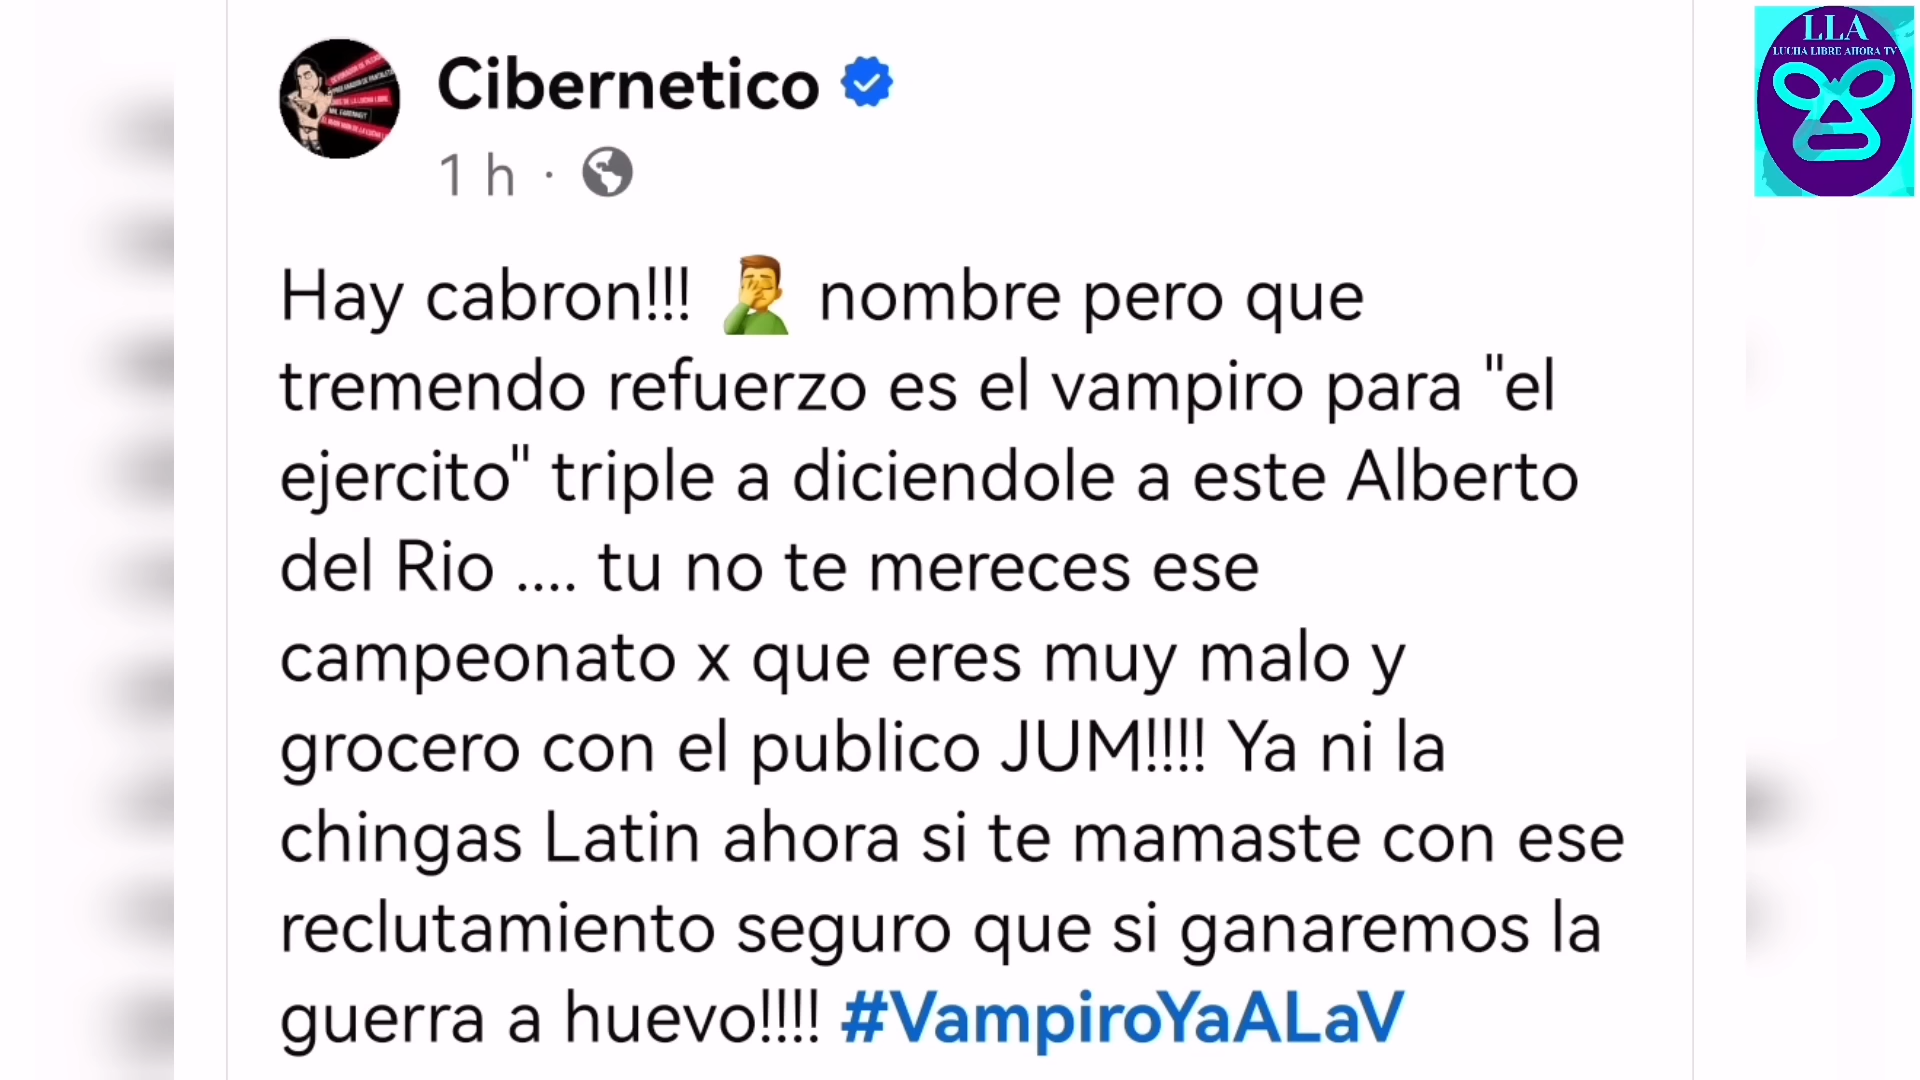 Cibernetico
1 h ·
Hay cabron!!! 🤦‍♂️ nombre pero que
tremendo refuerzo es el vampiro para "el
ejercito" triple a diciendole a este Alberto
del Rio .... tu no te mereces ese
campeonato x que eres muy malo y
grocero con el publico JUM!!!! Ya ni la
chingas Latin ahora si te mamaste con ese
reclutamiento seguro que si ganaremos la
guerra a huevo!!!! #VampiroYaALaV
LLA
LUCHA LIBRE AHORA TV